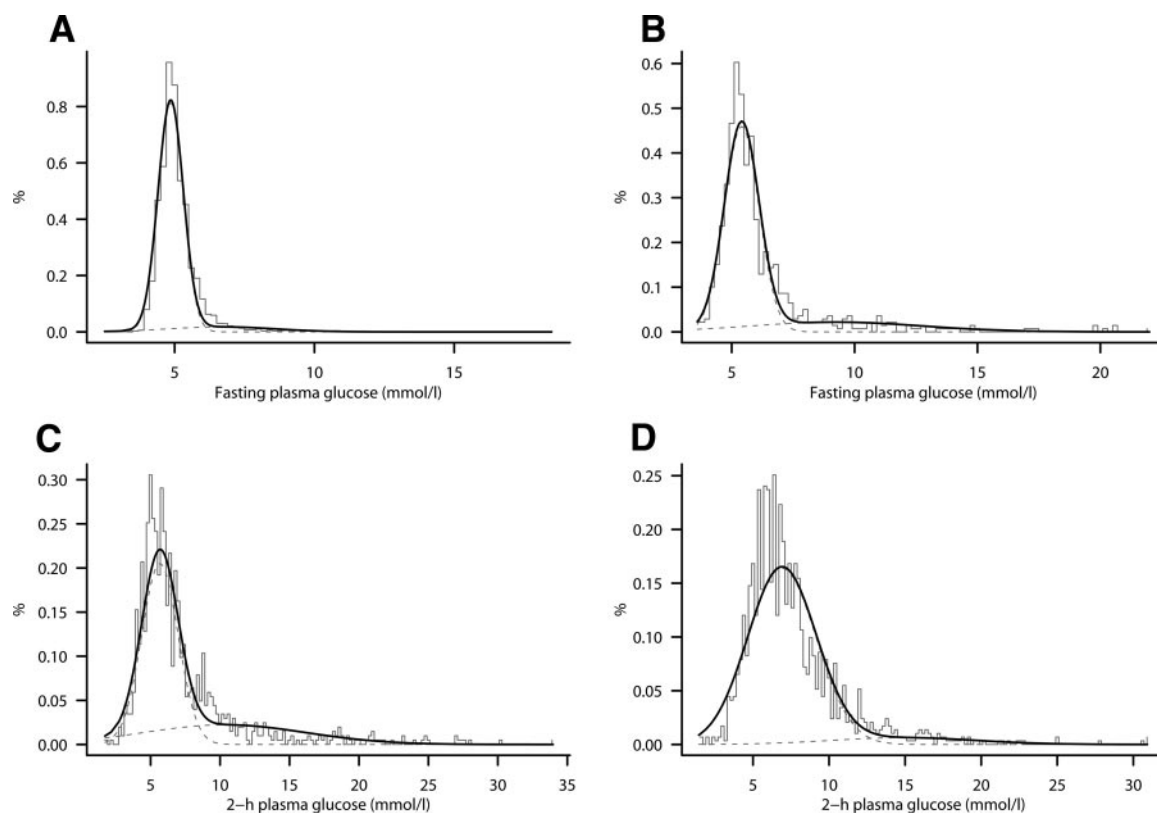 A
0.8
0.6
0.4
0.2
0.0
%
5 10 15
Fasting plasma glucose (mmol/l)
B
0.6
0.5
0.4
0.3
0.2
0.1
0.0
%
5 10 15 20
Fasting plasma glucose (mmol/l)
C
0.30
0.25
0.20
0.15
0.10
0.05
0.00
%
5 10 15 20 25 30 35
2−h plasma glucose (mmol/l)
D
0.25
0.20
0.15
0.10
0.05
0.00
%
5 10 15 20 25 30
2−h plasma glucose (mmol/l)